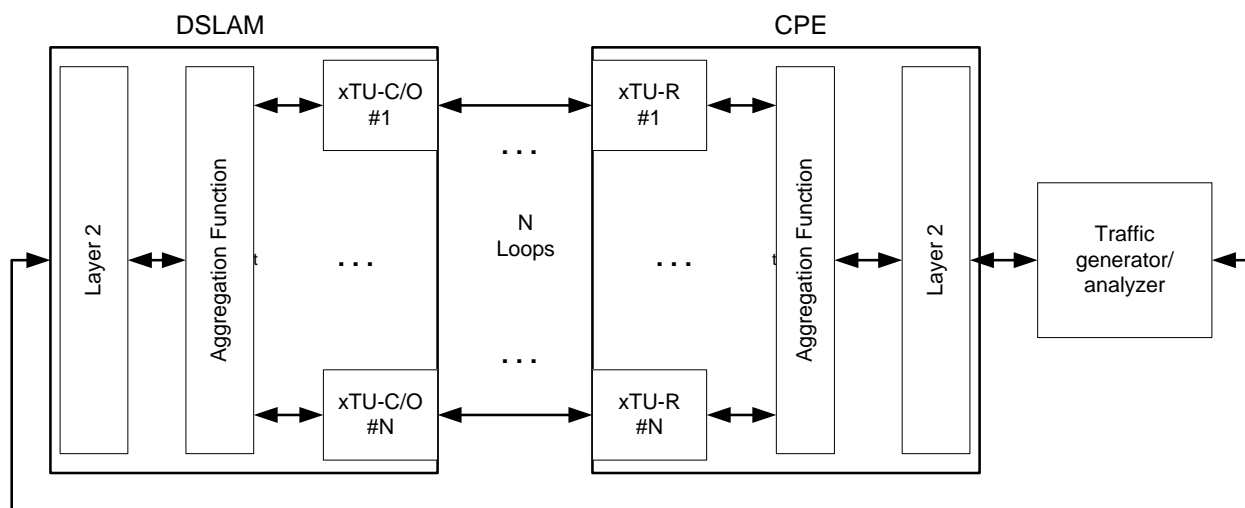 DSLAM
CPE
xTU-C/O
#1
xTU-R
#1
. . .
Layer 2
Aggregation Function
t
. . .
N
Loops
. . .
t
Aggregation Function
Layer 2
Traffic
generator/
analyzer
. . .
xTU-C/O
#N
xTU-R
#N